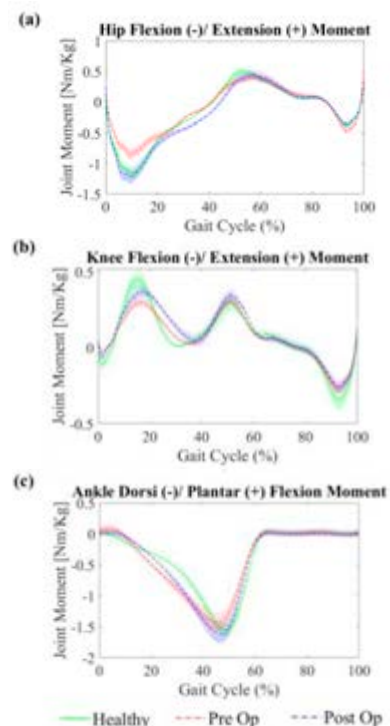 (a)
Hip Flexion (-)/ Extension (+) Moment
Joint Moment [Nm/Kg]
1
0.5
0
-0.5
-1
-1.5
0 20 40 60 80 100
Gait Cycle (%)
(b)
Knee Flexion (-)/ Extension (+) Moment
Joint Moment [Nm/Kg]
0.5
0
-0.5
0 20 40 60 80 100
Gait Cycle (%)
(c)
Ankle Dorsi (-)/ Plantar (+) Flexion Moment
Joint Moment [Nm/Kg]
0.5
0
-0.5
-1
-1.5
-2
0 20 40 60 80 100
Gait Cycle (%)
Healthy Pre Op Post Op